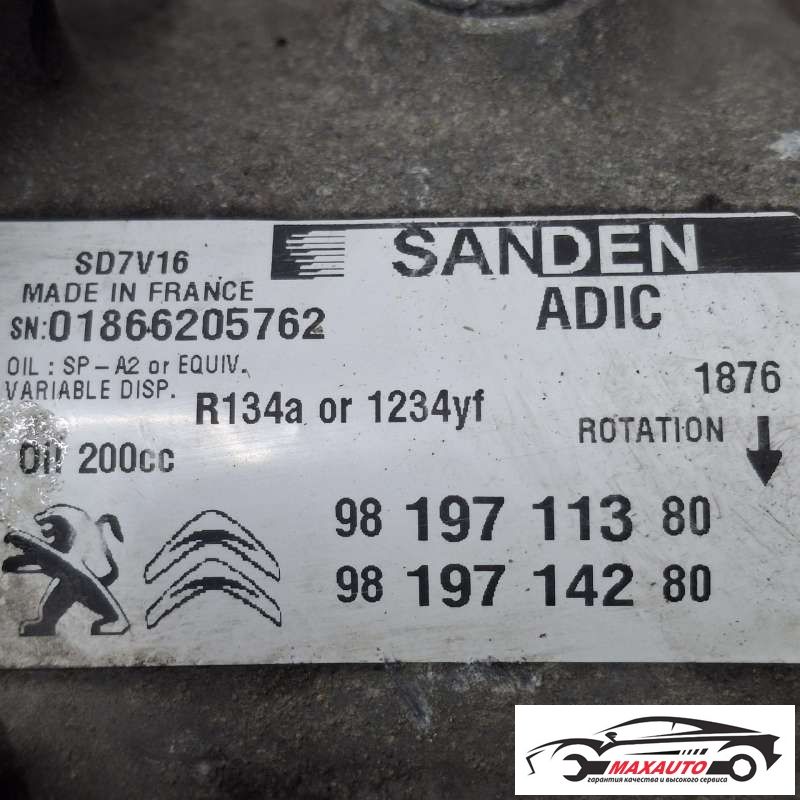 SD7V16
SANDEN
MADE IN FRANCE
ADIC
SN:01866205762
OIL : SP-A2 or EQUIV.
VARIABLE DISP.
1876
R134a or 1234yf
ROTATION
Oil 200cc
98 197 113 80
98 197 142 80
MAXAUTO
гарантия качества и высокого сервиса